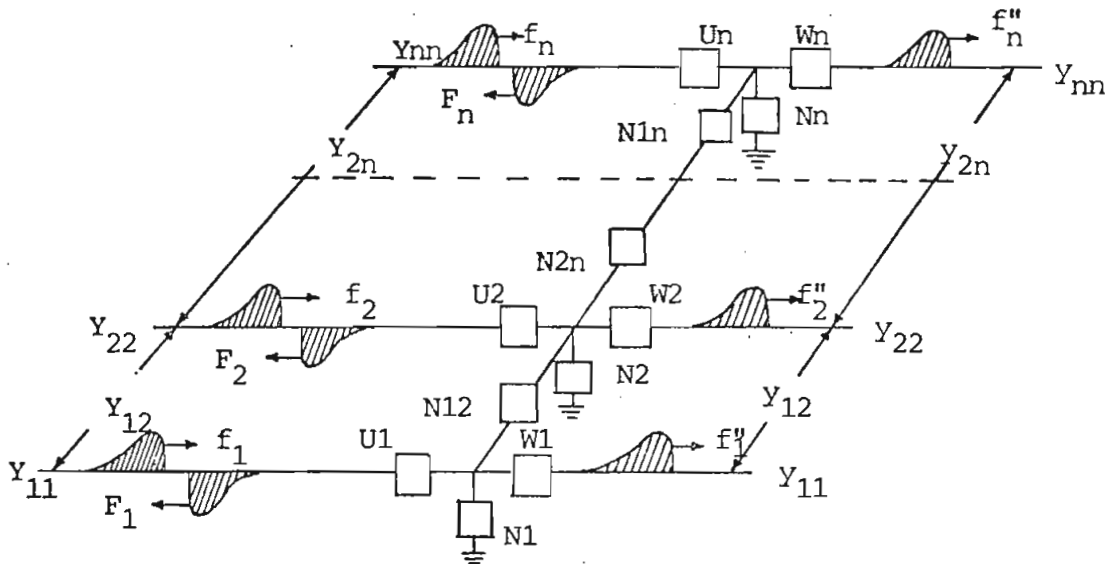 Ynn fn Un Wn f"n ynn
Fn N1n Nn
Y2n y2n
N2n
Y22 f2 U2 W2 f"2 y22
F2 N12 N2
Y12 y12
Y11 f1 U1 W1 f"1 y11
F1 N1